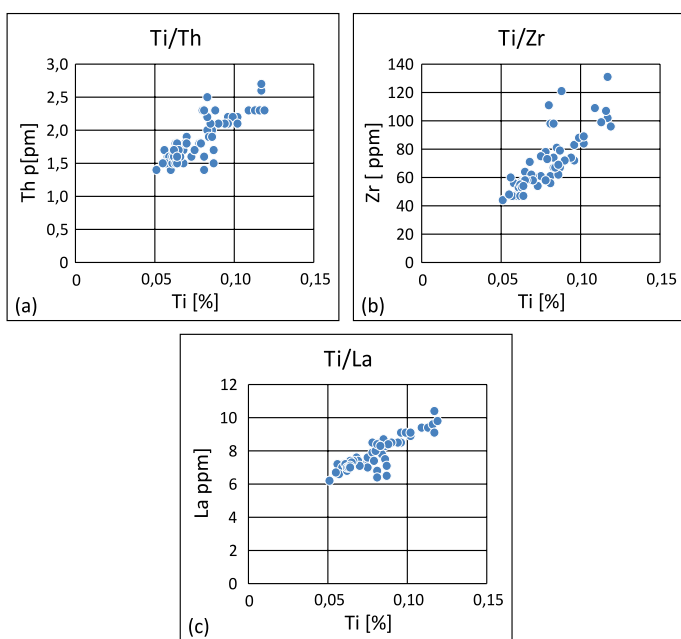 Ti/Th
Th p[pm
3,0
2,5
2,0
1,5
1,0
0,5
0
0 0,05 0,10 0,15
(a) Ti [%]
Ti/Zr
Zr [ ppm]
140
120
100
80
60
40
20
0
0 0,05 0,10 0,15
(b) Ti [%]
Ti/La
La ppm]
12
10
8
6
4
2
0
0 0,05 0,10 0,15
(c) Ti [%]